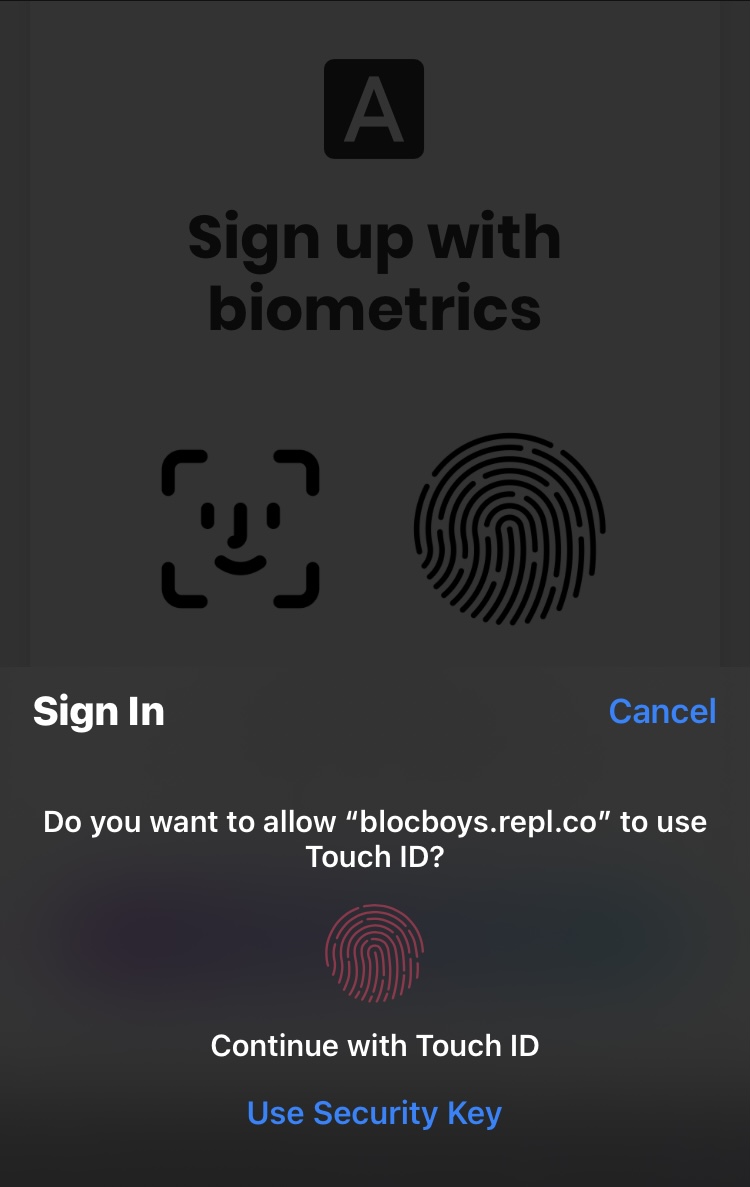 A
Sign up with
biometrics
Sign In
Cancel
Do you want to allow “blocboys.repl.co” to use
Touch ID?
Continue with Touch ID
Use Security Key